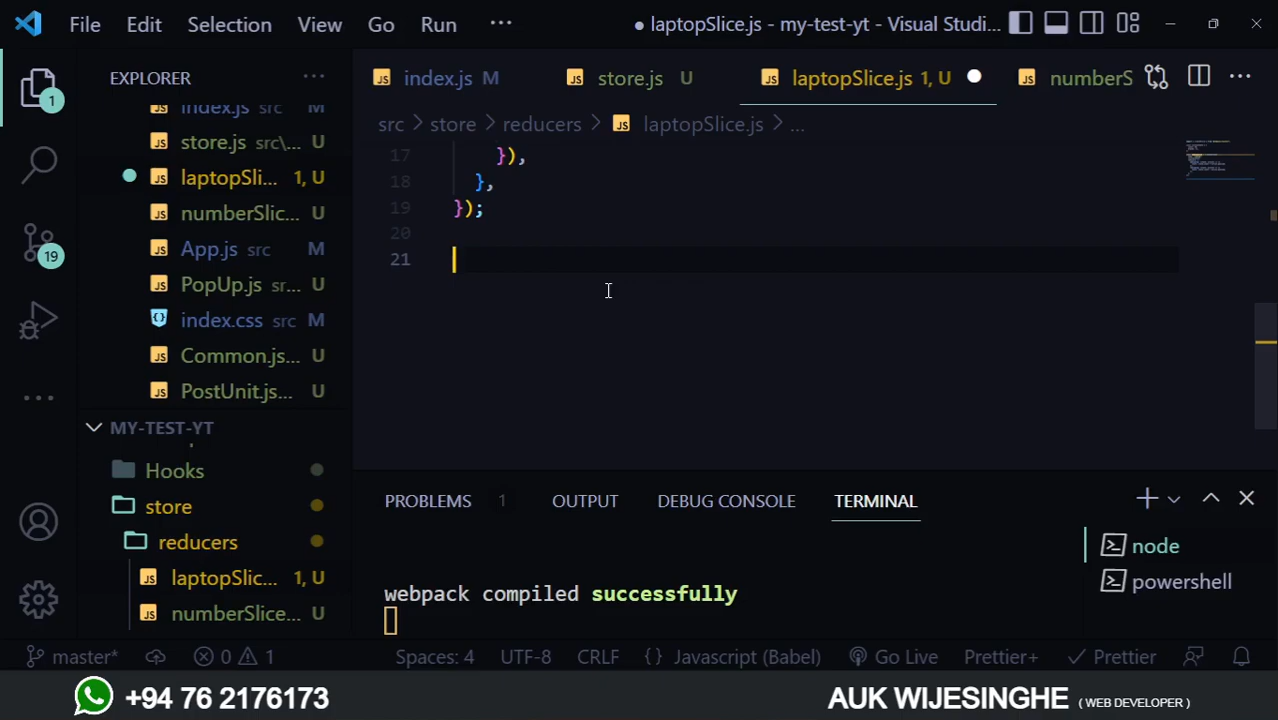 File Edit Selection View Go Run ··· ● laptopSlice.js - my-test-yt - Visual Studi...
EXPLORER ··· index.js M store.js U laptopSlice.js 1, U numberS ···
1
index.js src M
src > store > reducers > laptopSlice.js > ...
store.js src\... U
17 }),
laptopSli... 1, U
18 },
numberSlic... U
19 });
20
App.js src M
19
21
PopUp.js sr... U
index.css src M
Common.js... U
PostUnit.js... U
MY-TEST-YT
Hooks
store
reducers
laptopSlic... 1, U
numberSlice... U
PROBLEMS 1 OUTPUT DEBUG CONSOLE TERMINAL
node
powershell
webpack compiled successfully
master* 0 1 Spaces: 4 UTF-8 CRLF {} Javascript (Babel) Go Live Prettier+ Prettier
+94 76 2176173 AUK WIJESINGHE ( WEB DEVELOPER )